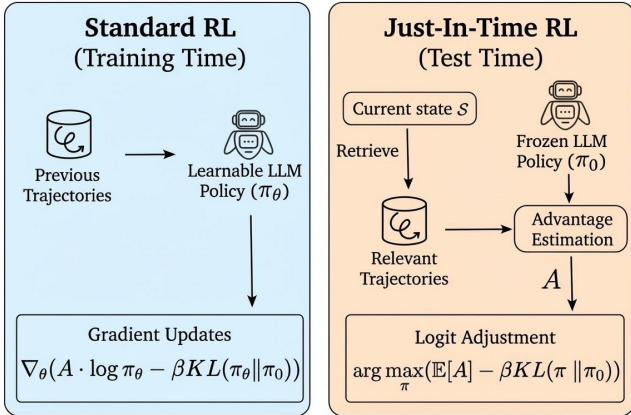 Standard RL
(Training Time)
Previous
Trajectories
Learnable LLM
Policy (π_θ)
Gradient Updates
∇_θ(A · log π_θ − βKL(π_θ∥π_0))
Just-In-Time RL
(Test Time)
Current state 𝒮
Retrieve
Frozen LLM
Policy (π_0)
Relevant
Trajectories
Advantage
Estimation
A
Logit Adjustment
arg max_π(𝔼[A] − βKL(π ∥π_0))